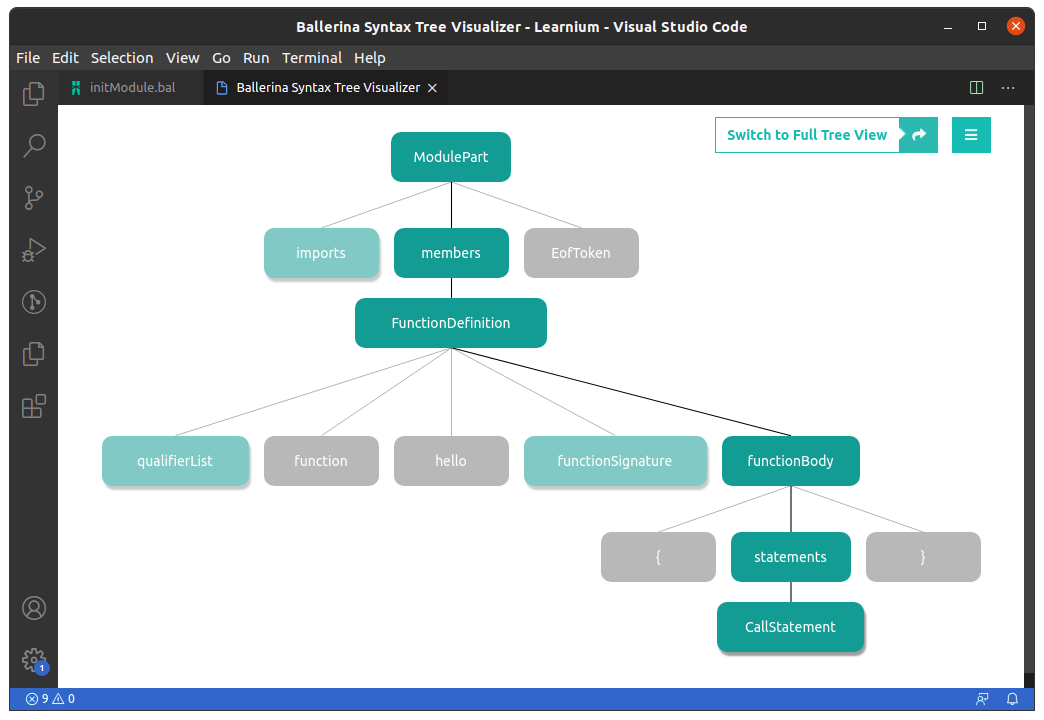 Ballerina Syntax Tree Visualizer - Learnium - Visual Studio Code
File Edit Selection View Go Run Terminal Help
initModule.bal Ballerina Syntax Tree Visualizer
Switch to Full Tree View
ModulePart
imports members EofToken
FunctionDefinition
qualifierList function hello functionSignature functionBody
{ statements }
CallStatement
1
9 0